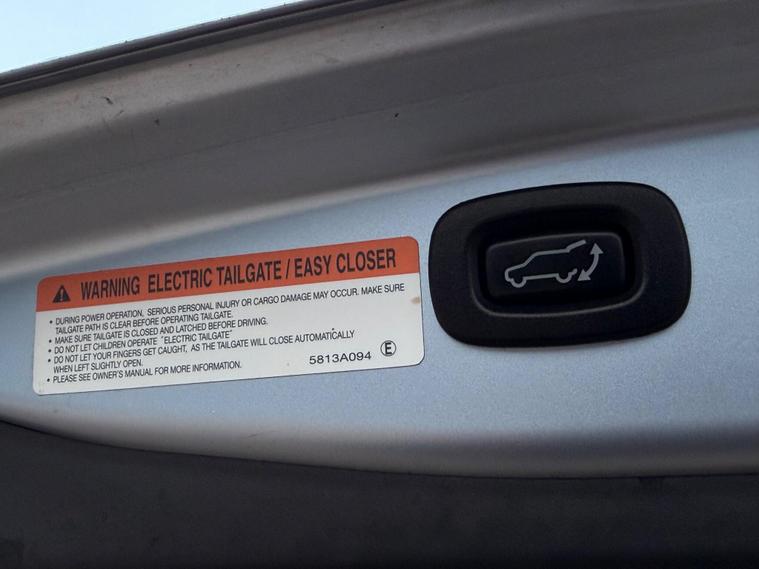 WARNING ELECTRIC TAILGATE / EASY CLOSER
• DURING POWER OPERATION, SERIOUS PERSONAL INJURY OR CARGO DAMAGE MAY OCCUR. MAKE SURE
TAILGATE PATH IS CLEAR BEFORE OPERATING TAILGATE.
• MAKE SURE TAILGATE IS CLOSED AND LATCHED BEFORE DRIVING.
• DO NOT LET CHILDREN OPERATE "ELECTRIC TAILGATE"
• DO NOT LET YOUR FINGERS GET CAUGHT, AS THE TAILGATE WILL CLOSE AUTOMATICALLY
WHEN LEFT SLIGHTLY OPEN.
• PLEASE SEE OWNER'S MANUAL FOR MORE INFORMATION.
5813A094 Ⓔ